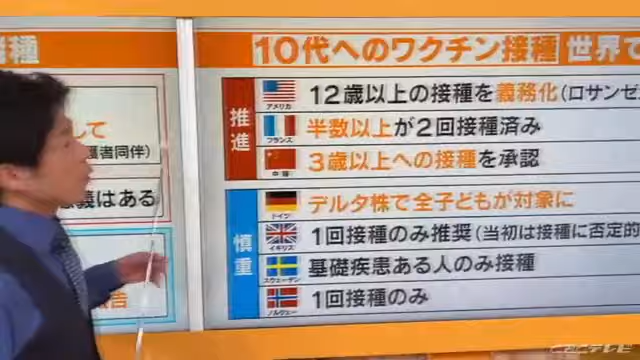 接種
10代へのワクチン接種 世界で
して
護者同伴)
意義はある
推進
アメリカ
12歳以上の接種を義務化(ロサンゼ
フランス
半数以上が2回接種済み
中国
3歳以上への接種を承認
慎重
ドイツ
デルタ株で全子どもが対象に
イギリス
1回接種のみ推奨(当初は接種に否定的
スウェーデン
基礎疾患ある人のみ接種
ノルウェー
1回接種のみ